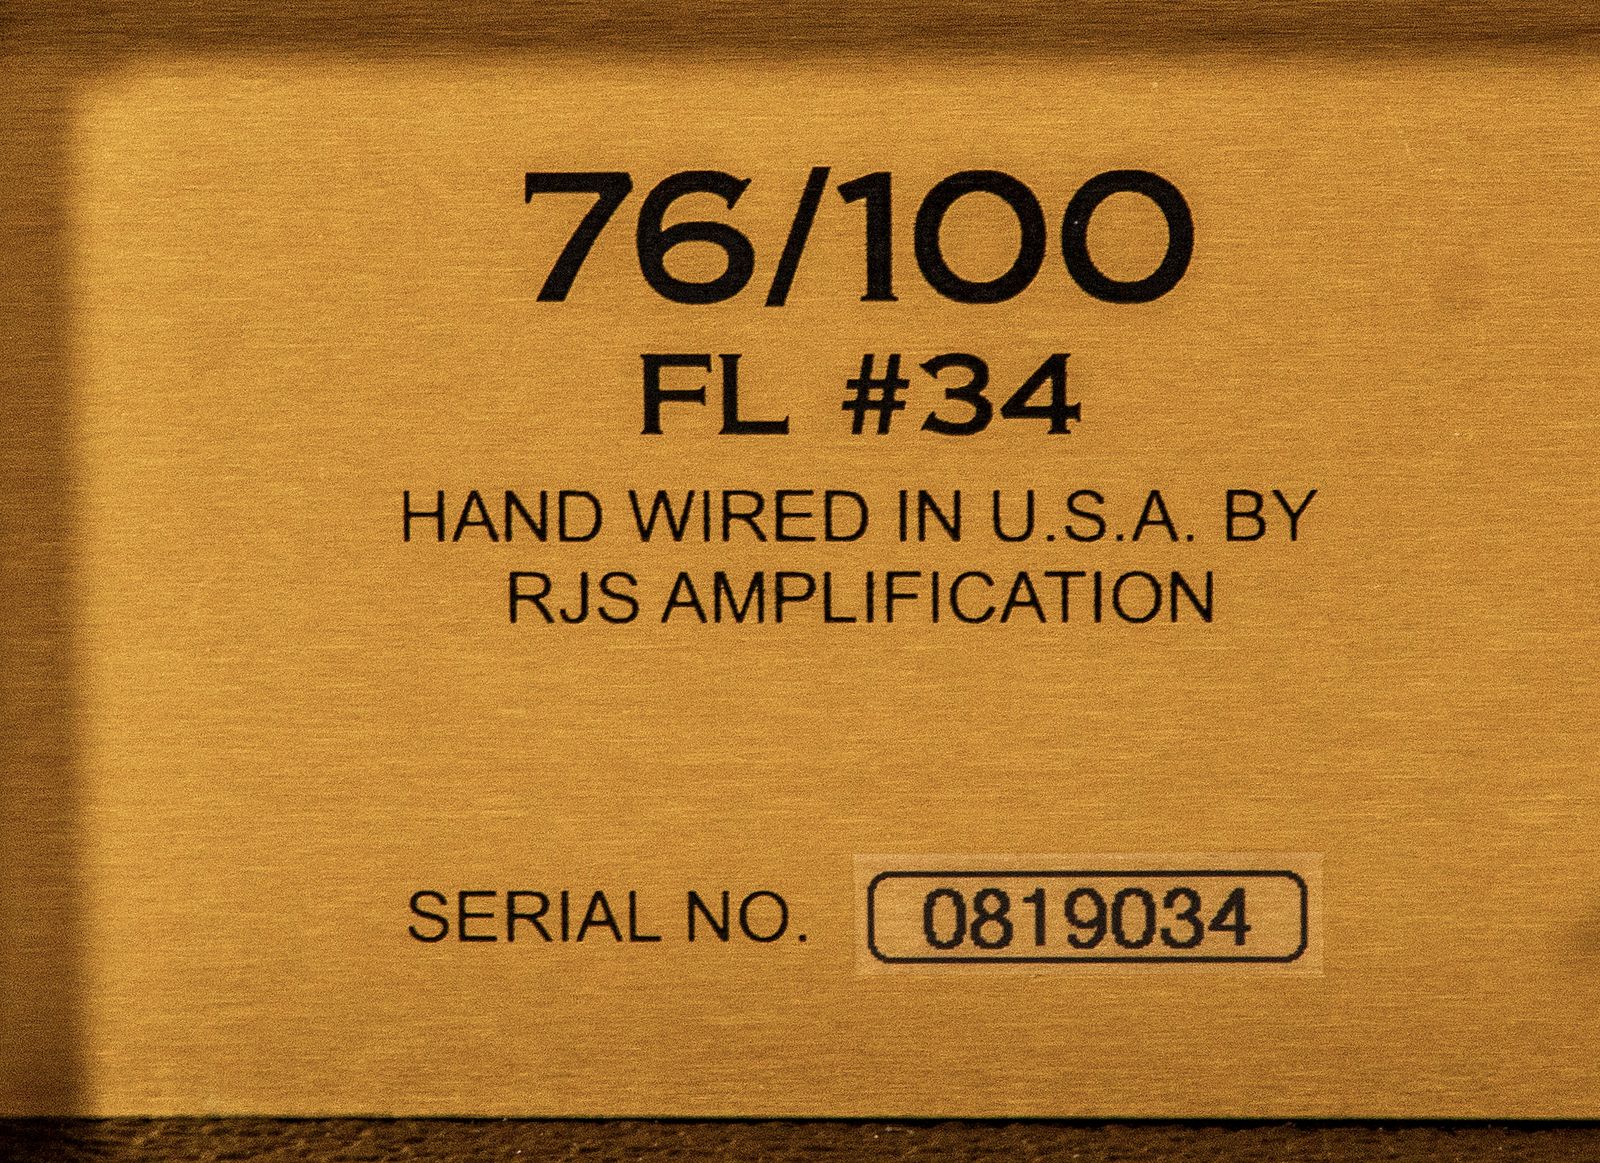 76/100
FL #34
HAND WIRED IN U.S.A. BY
RJS AMPLIFICATION
SERIAL NO. 0819034